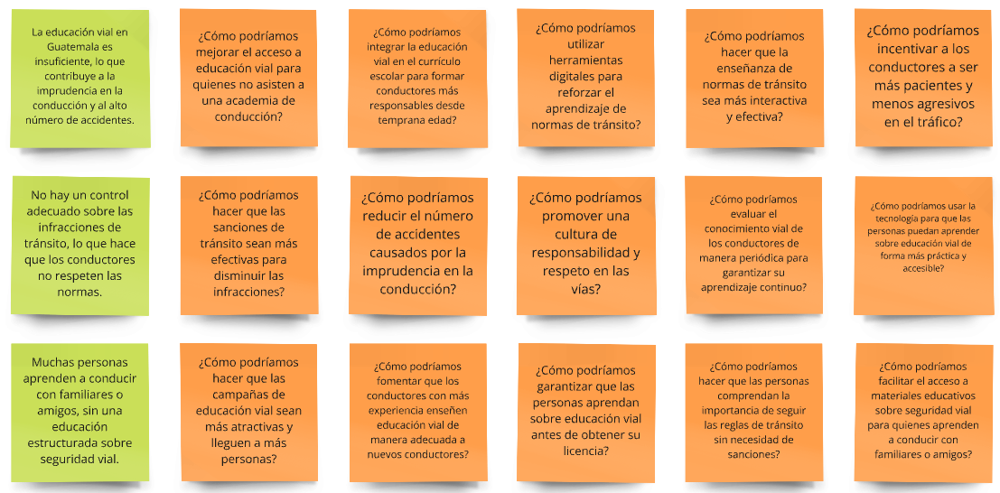 La educación vial en
Guatemala es
insuficiente, lo que
contribuye a la
imprudencia en la
conducción y al alto
número de accidentes.
¿Cómo podríamos
mejorar el acceso a
educación vial para
quienes no asisten a
una academia de
conducción?
¿Cómo podríamos
integrar la educación
vial en el currículo
escolar para formar
conductores más
responsables desde
temprana edad?
¿Cómo podríamos
utilizar
herramientas
digitales para
reforzar el
aprendizaje de
normas de tránsito?
¿Cómo podríamos
hacer que la
enseñanza de
normas de tránsito
sea más interactiva
y efectiva?
¿Cómo podríamos
incentivar a los
conductores a ser
más pacientes y
menos agresivos
en el tráfico?
No hay un control
adecuado sobre las
infracciones de
tránsito, lo que hace
que los conductores
no respeten las
normas.
¿Cómo podríamos
hacer que las
sanciones de
tránsito sean más
efectivas para
disminuir las
infracciones?
¿Cómo podríamos
reducir el número
de accidentes
causados por la
imprudencia en la
conducción?
¿Cómo podríamos
promover una
cultura de
responsabilidad y
respeto en las
vías?
¿Cómo podríamos
evaluar el
conocimiento vial de
los conductores de
manera periódica para
garantizar su
aprendizaje continuo?
¿Cómo podríamos usar la
tecnología para que las
personas puedan aprender
sobre educación vial de
forma más práctica y
accesible?
Muchas personas
aprenden a conducir
con familiares o
amigos, sin una
educación
estructurada sobre
seguridad vial.
¿Cómo podríamos
hacer que las
campañas de
educación vial sean
más atractivas y
lleguen a más
personas?
¿Cómo podríamos
fomentar que los
conductores con más
experiencia enseñen
educación vial de
manera adecuada a
nuevos conductores?
¿Cómo podríamos
garantizar que las
personas aprendan
sobre educación vial
antes de obtener su
licencia?
¿Cómo podríamos
hacer que las personas
comprendan la
importancia de seguir
las reglas de tránsito
sin necesidad de
sanciones?
¿Cómo podríamos
facilitar el acceso a
materiales educativos
sobre seguridad vial
para quienes aprenden
a conducir con
familiares o amigos?